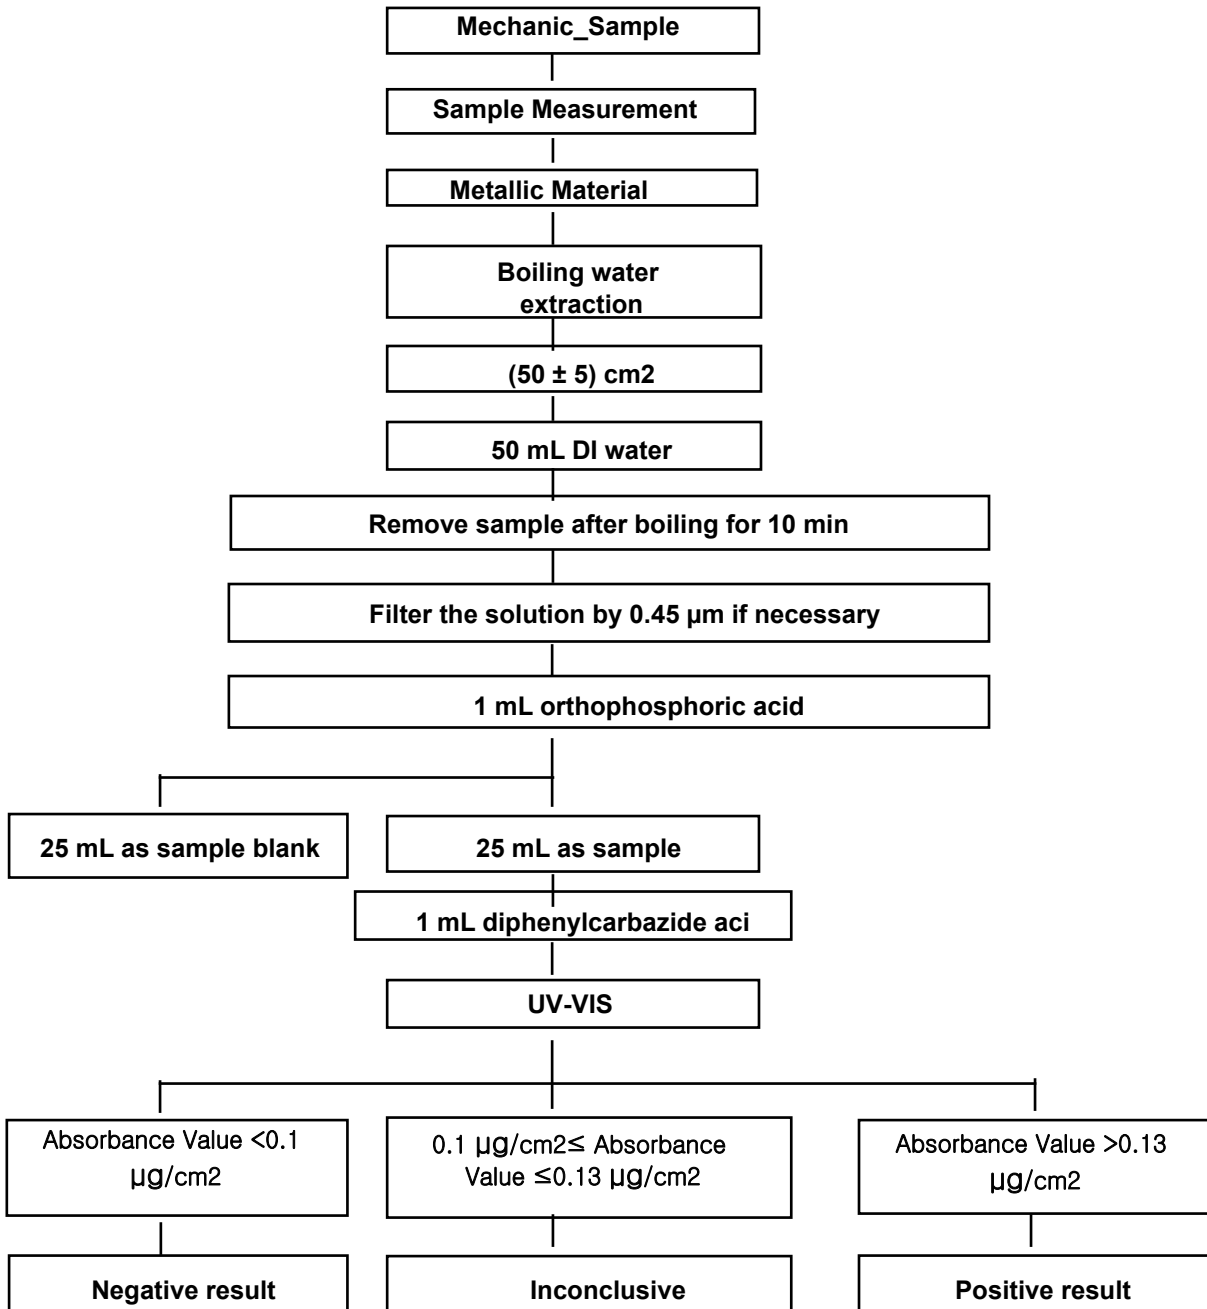 Mechanic_Sample
Sample Measurement
Metallic Material
Boiling water
extraction
(50 ± 5) cm2
50 mL DI water
Remove sample after boiling for 10 min
Filter the solution by 0.45 µm if necessary
1 mL orthophosphoric acid
25 mL as sample blank
25 mL as sample
1 mL diphenylcarbazide aci
UV-VIS
Absorbance Value <0.1
µg/cm2
0.1 µg/cm2≤ Absorbance
Value ≤0.13 µg/cm2
Absorbance Value >0.13
µg/cm2
Negative result
Inconclusive
Positive result